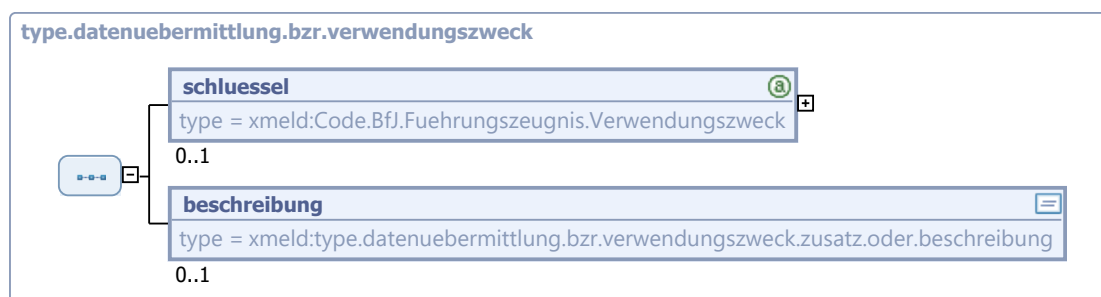 type.datenuebermittlung.bzr.verwendungszweck
schluessel
type = xmeld:Code.BfJ.Fuehrungszeugnis.Verwendungszweck
0..1
beschreibung
type = xmeld:type.datenuebermittlung.bzr.verwendungszweck.zusatz.oder.beschreibung
0..1